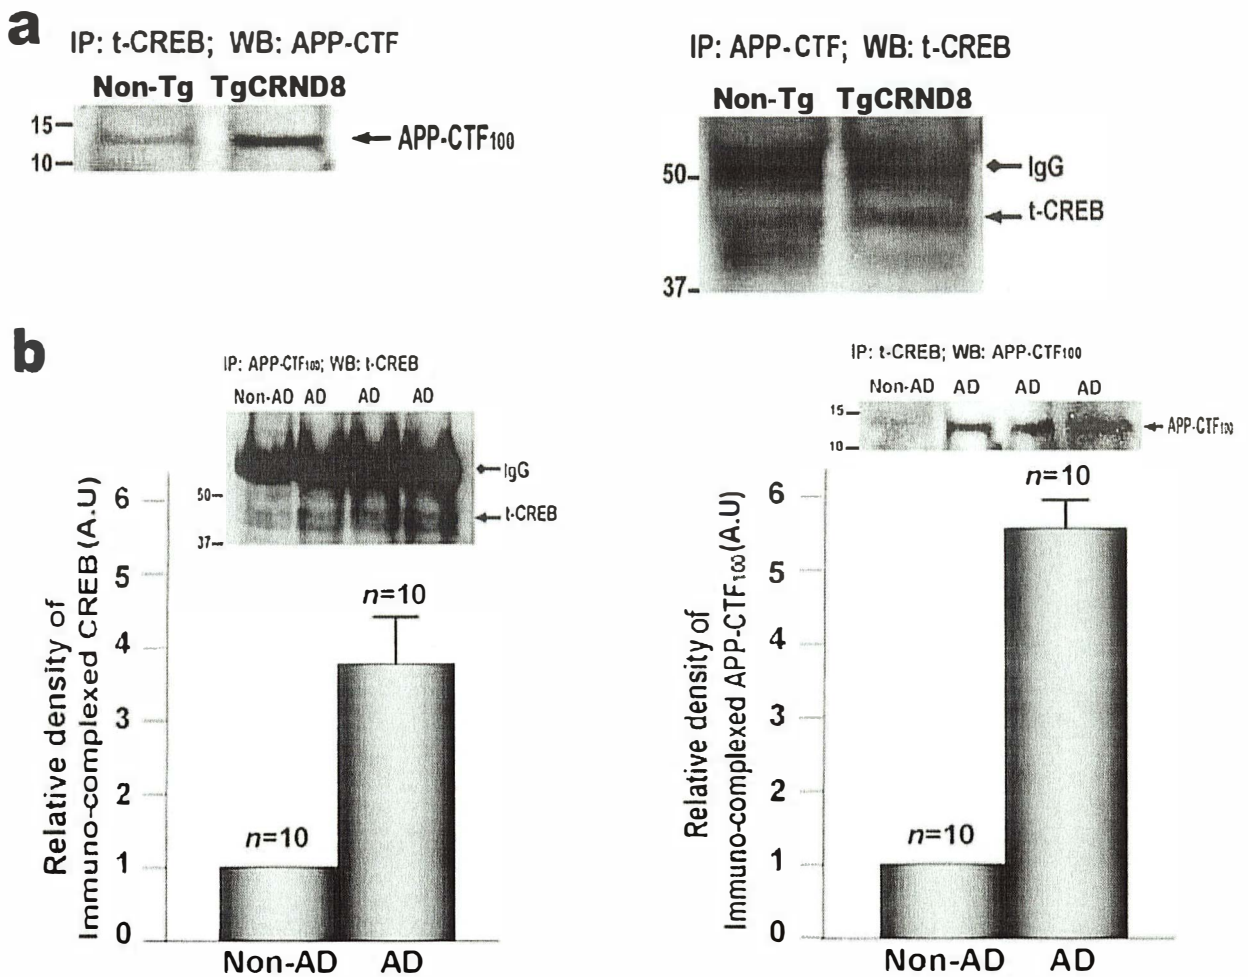 a
IP: t-CREB; WB: APP-CTF
Non-Tg TgCRND8
15
10
APP-CTF100
IP: APP-CTF; WB: t-CREB
Non-Tg TgCRND8
50
37
IgG
t-CREB
b
IP: APP-CTF100; WB: t-CREB
Non-AD AD AD AD
50
37
IgG
t-CREB
Relative density of
Immuno-complexed CREB (A.U)
6
5
4
3
2
1
0
n=10
n=10
Non-AD AD
IP: t-CREB; WB: APP-CTF100
Non-AD AD AD AD
15
10
APP-CTF100
Relative density of
Immuno-complexed APP-CTF100(A.U)
6
5
4
3
2
1
0
n=10
n=10
Non-AD AD